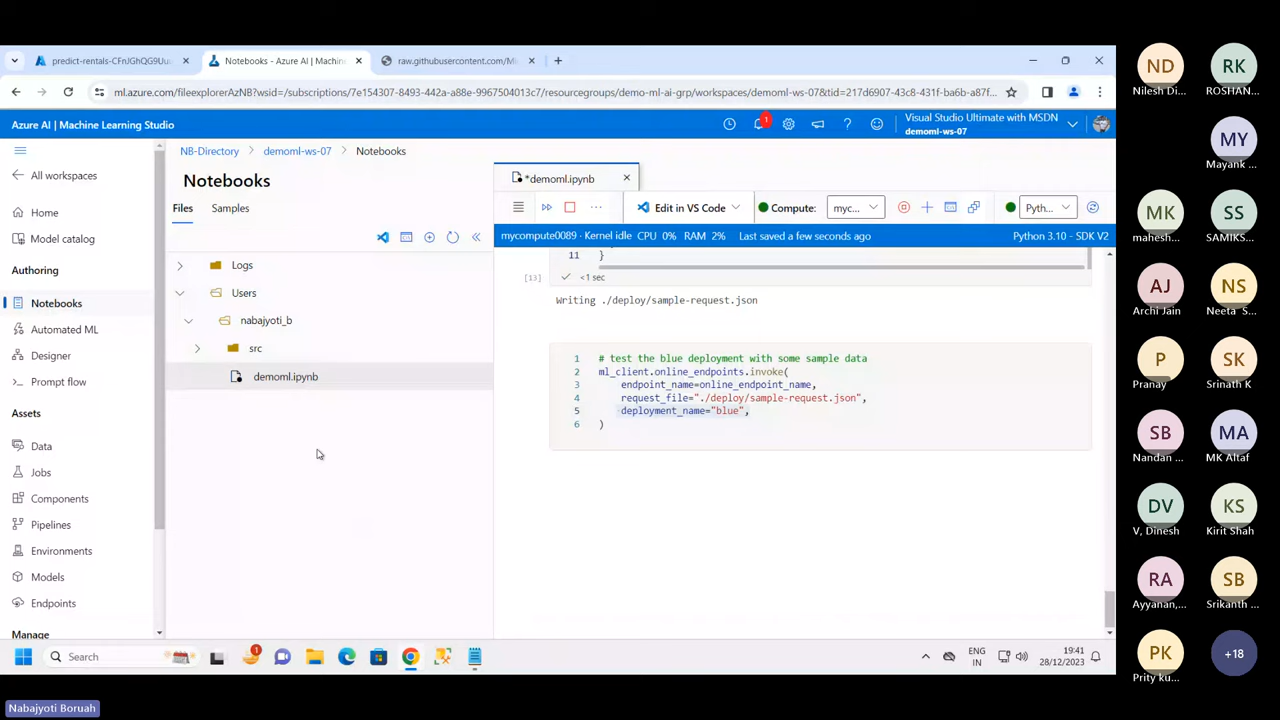 predict-rentals-CFnJGhQG9Uu
Notebooks - Azure AI | Machine
raw.githubusercontent.com/Mi
ml.azure.com/fileexplorerAzNB?wsid=/subscriptions/7e154307-8493-442a-a88e-9967504013c7/resourcegroups/demo-ml-ai-grp/workspaces/demoml-ws-07&tid=217d6907-43c8-431f-ba6b-a87f...
Azure AI | Machine Learning Studio
1
Visual Studio Ultimate with MSDN
demoml-ws-07
All workspaces
Home
Model catalog
Authoring
Notebooks
Automated ML
Designer
Prompt flow
Assets
Data
Jobs
Components
Pipelines
Environments
Models
Endpoints
Manage
NB-Directory > demoml-ws-07 > Notebooks
Notebooks
Files Samples
Logs
Users
nabajyoti_b
src
demoml.ipynb
*demoml.ipynb
Edit in VS Code
Compute: myc...
Pyth...
mycompute0089 · Kernel idle CPU 0% RAM 2% Last saved a few seconds ago
Python 3.10 - SDK V2
11 }
[13] <1 sec
Writing ./deploy/sample-request.json
1 # test the blue deployment with some sample data
2 ml_client.online_endpoints.invoke(
3 endpoint_name=online_endpoint_name,
4 request_file="./deploy/sample-request.json",
5 deployment_name="blue",
6 )
Search
1
ENG
IN
19:41
28/12/2023
Nabajyoti Boruah
ND
Nilesh Di...
RK
ROSHAN...
MY
Mayank ...
MK
mahesh...
SS
SAMIKS...
AJ
Archi Jain
NS
Neeta S...
P
Pranay
SK
Srinath K
SB
Nandan ...
MA
MK Altaf
DV
V, Dinesh
KS
Kirit Shah
RA
Ayyanan,...
SB
Srikanth ...
PK
Prity ku...
+18